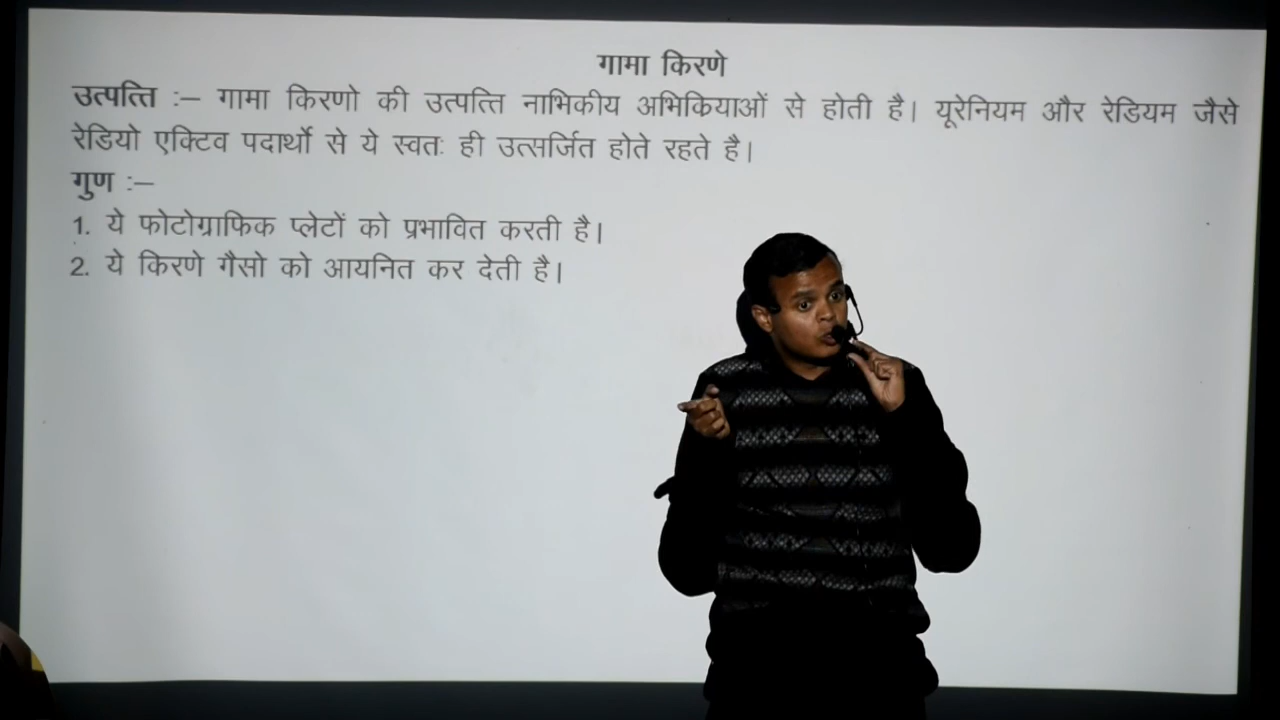 गामा किरणे
उत्पत्ति :– गामा किरणो की उत्पत्ति नाभिकीय अभिकियाओं से होती है। यूरेनियम और रेडियम जैसे
रेडियो एक्टिव पदार्थो से ये स्वतः ही उत्सर्जित होते रहते है।
गुण :–
1. ये फोटोग्राफिक प्लेटों को प्रभावित करती है।
2. ये किरणे गैसो को आयनित कर देती है।